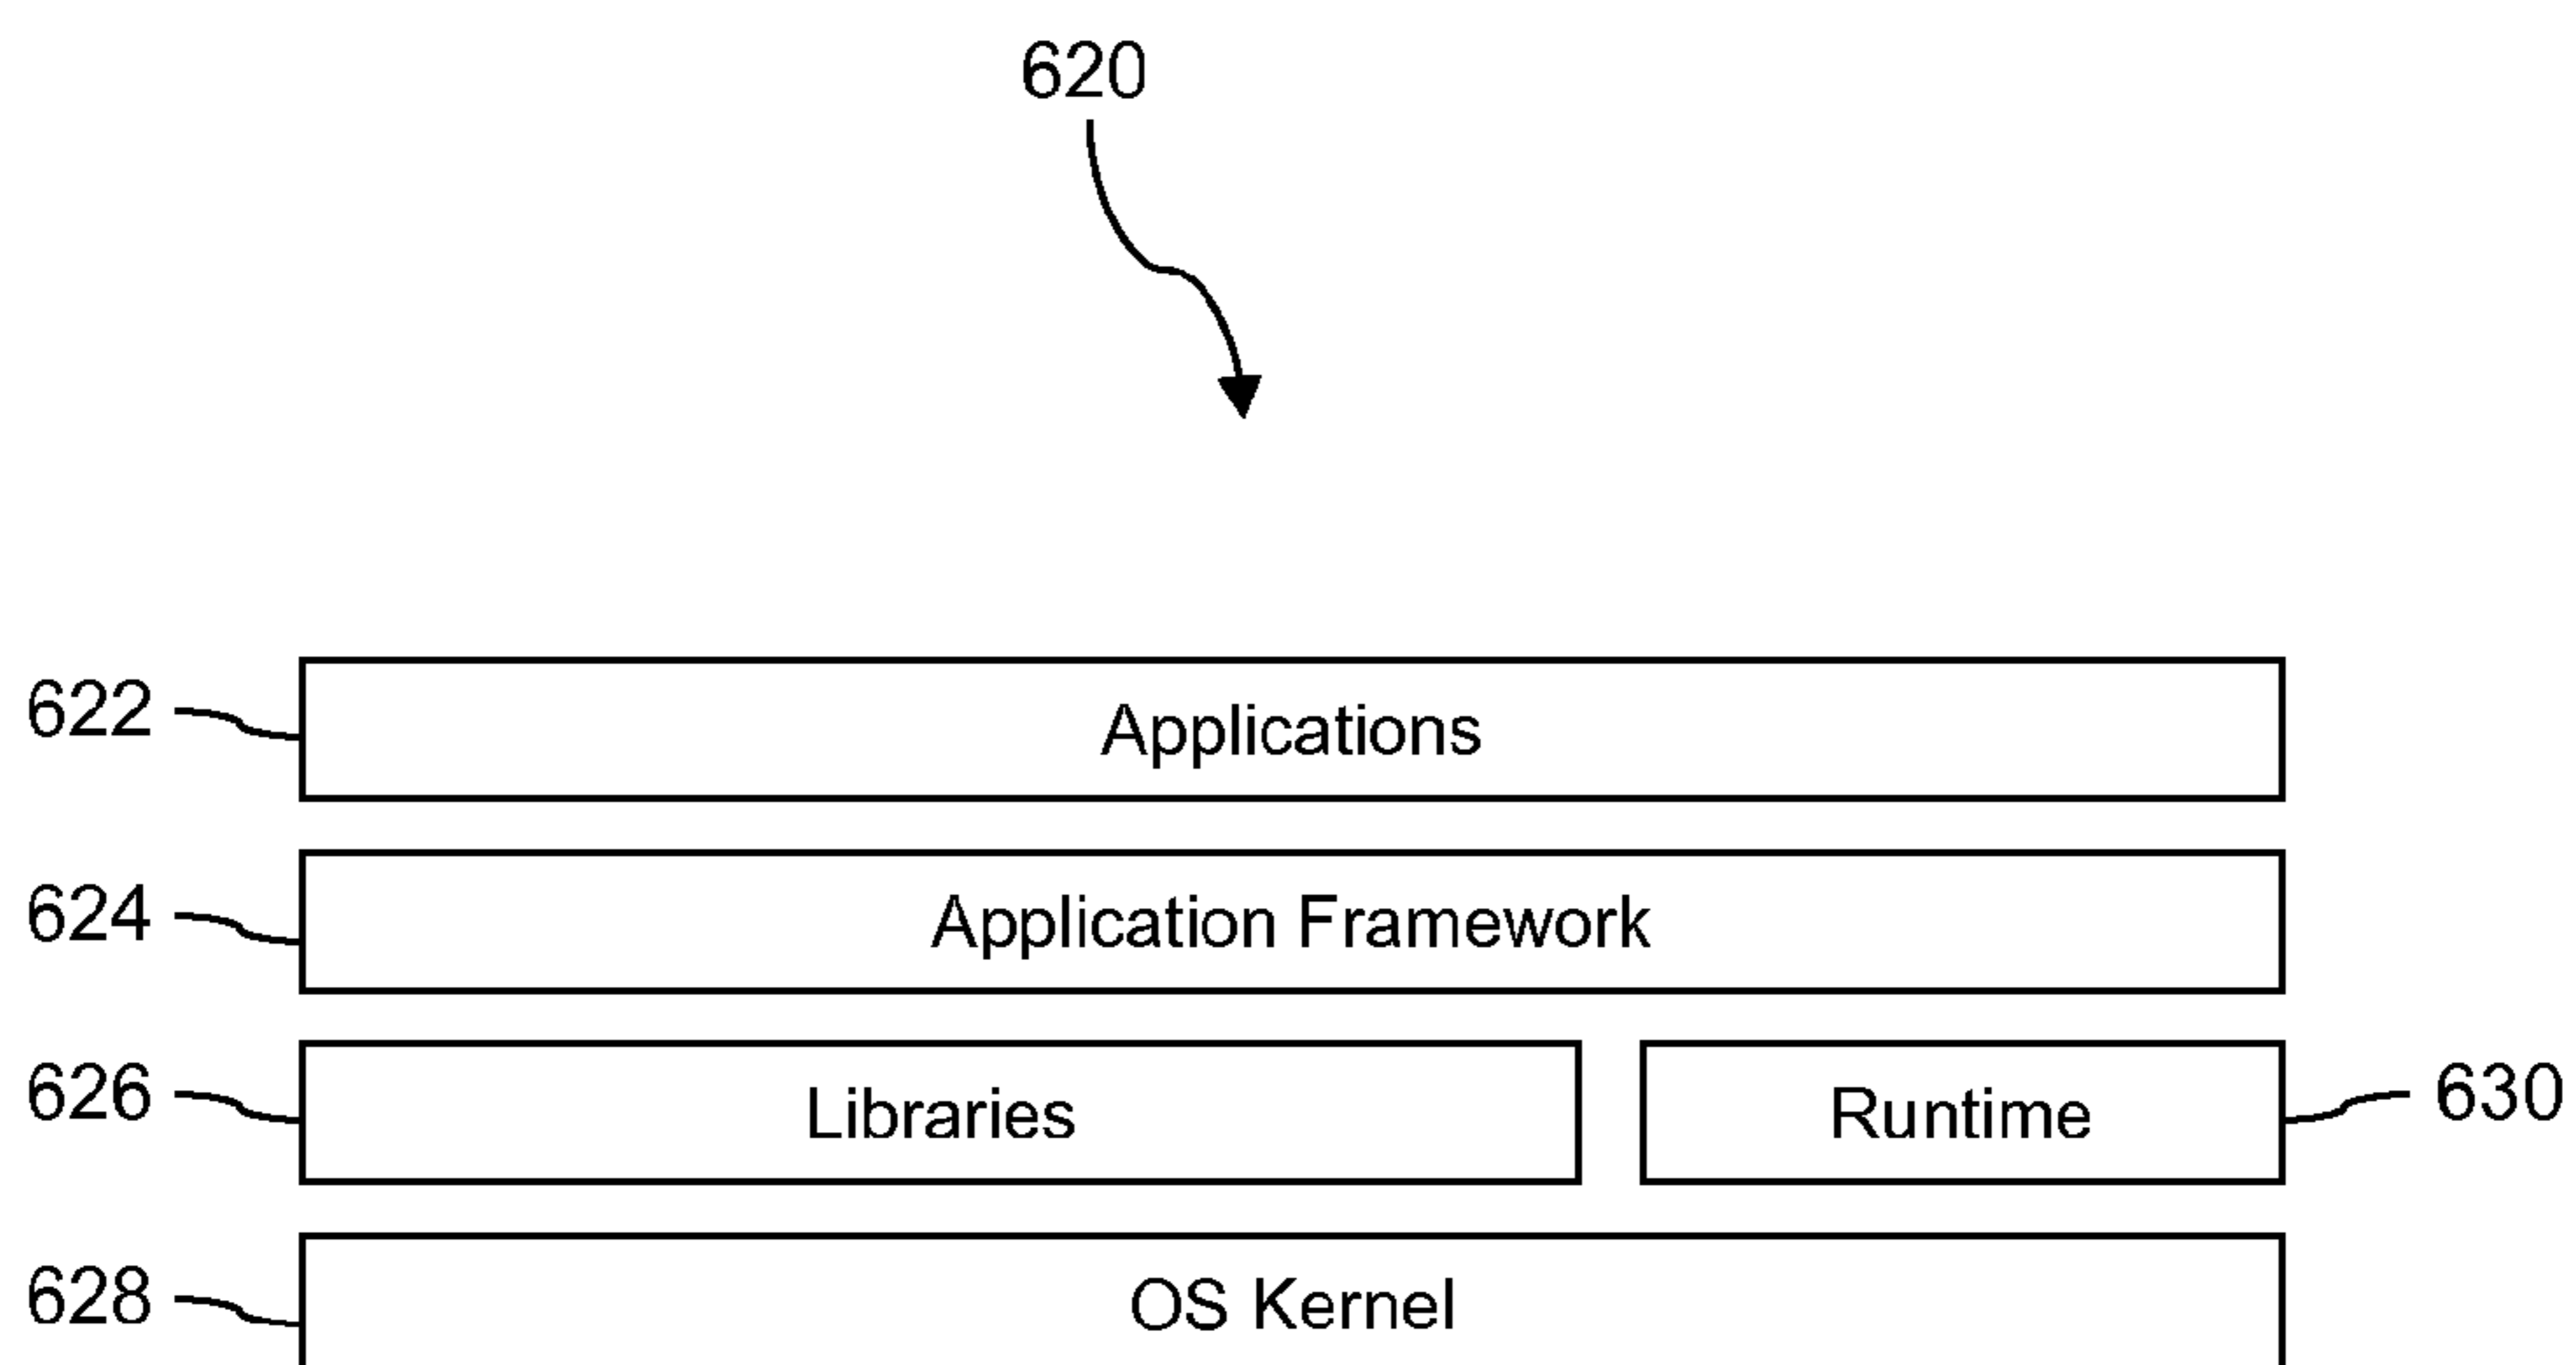 620
622
Applications
624
Application Framework
626
Libraries
Runtime
630
628
OS Kernel